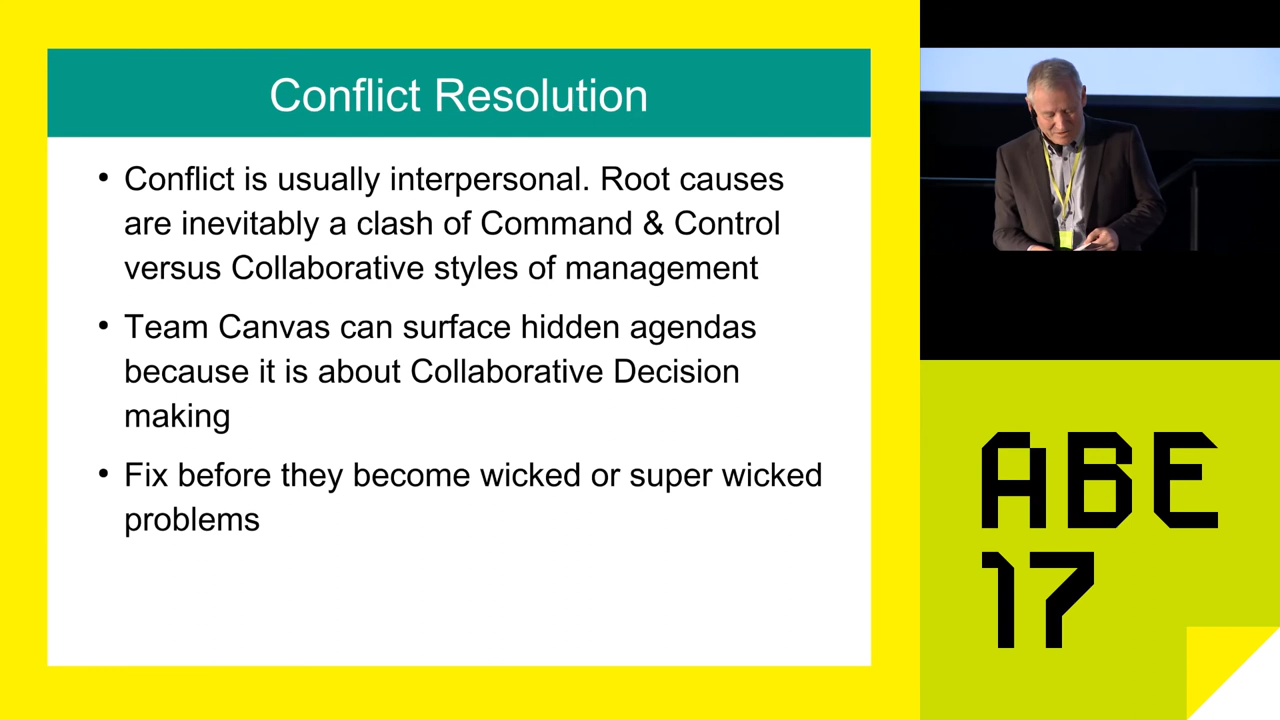 Conflict Resolution
• Conflict is usually interpersonal. Root causes
are inevitably a clash of Command & Control
versus Collaborative styles of management
• Team Canvas can surface hidden agendas
because it is about Collaborative Decision
making
• Fix before they become wicked or super wicked
problems
ABE
17